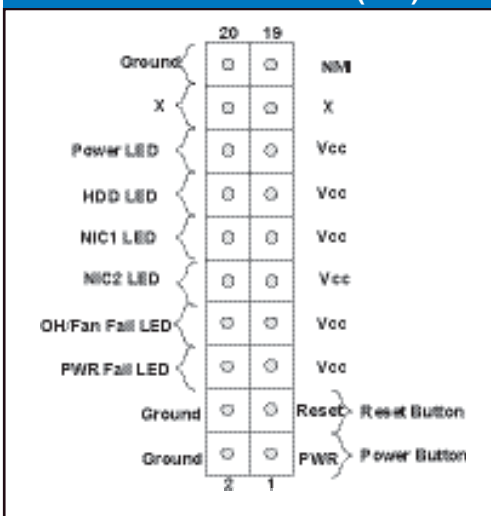 20 19
Ground NMI
X X
Power LED Vcc
HDD LED Vcc
NIC1 LED Vcc
NIC2 LED Vcc
OH/Fan Fail LED Vcc
PWR Fail LED Vcc
Ground Reset Reset Button
Ground PWR Power Button
2 1